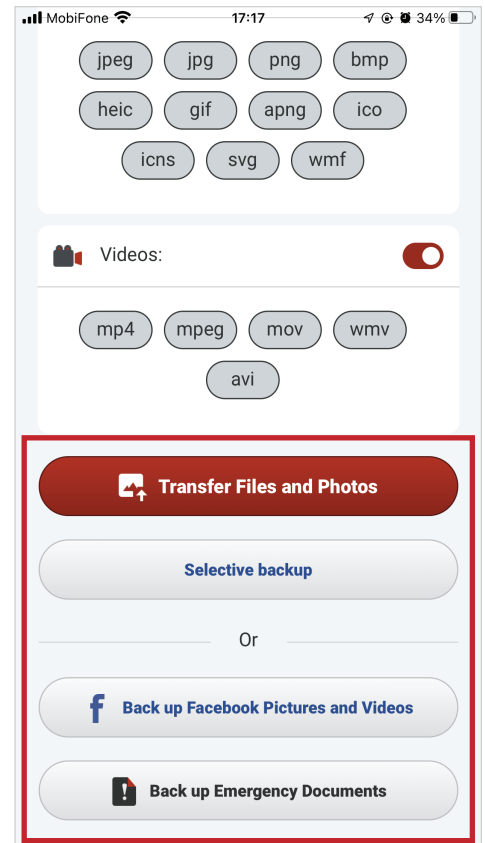 MobiFone 17:17 34%
jpeg jpg png bmp
heic gif apng ico
icns svg wmf
Videos:
mp4 mpeg mov wmv
avi
Transfer Files and Photos
Selective backup
Or
f Back up Facebook Pictures and Videos
! Back up Emergency Documents